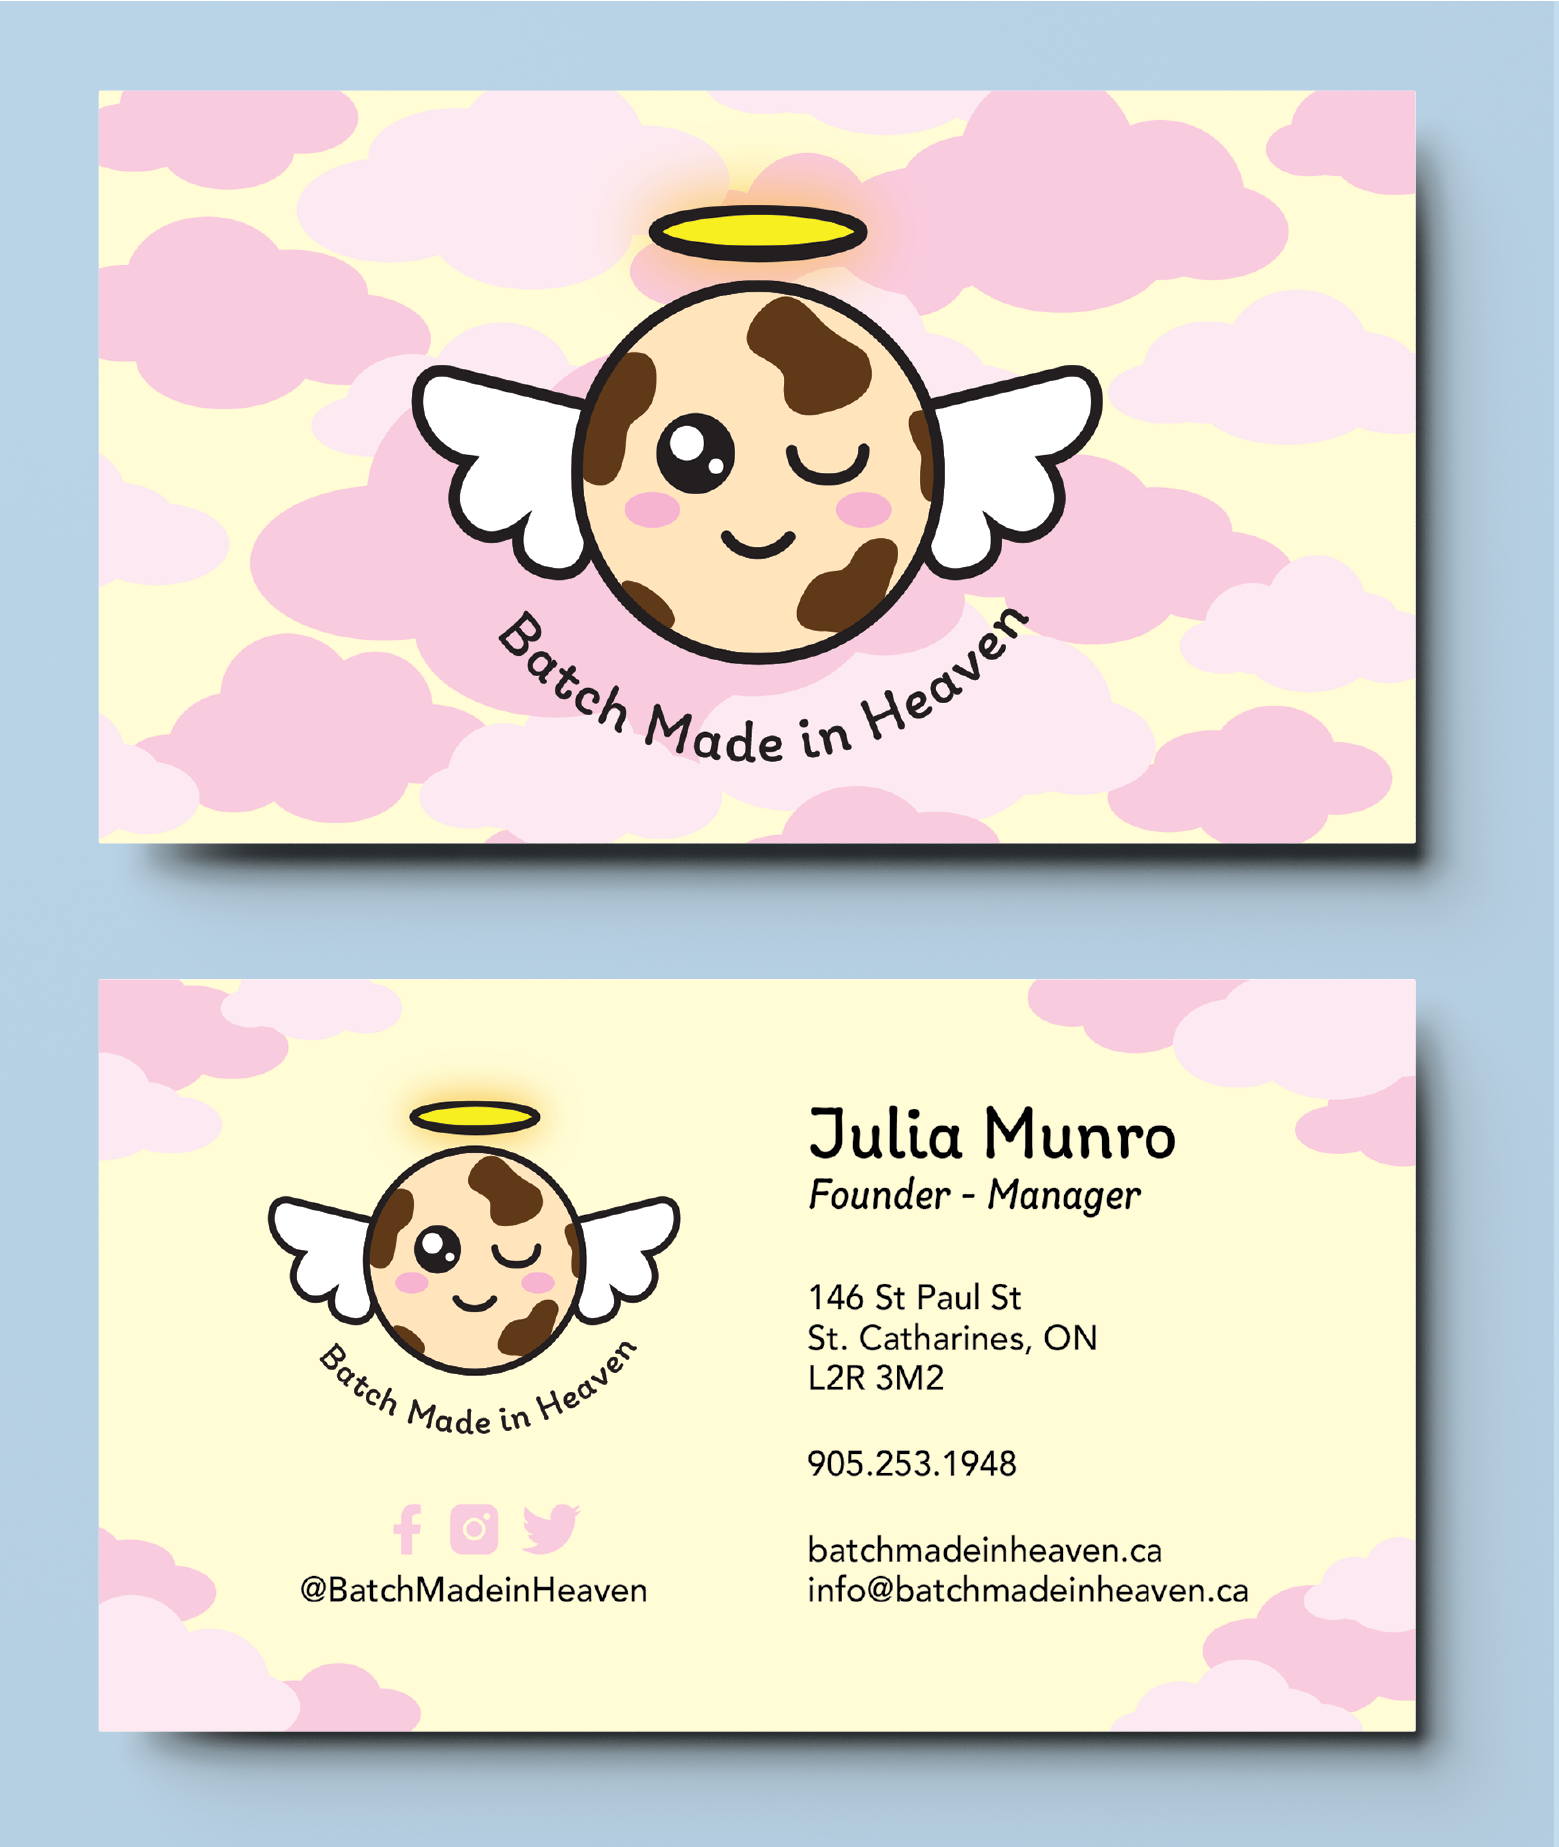 Batch Made in Heaven
Batch Made in Heaven
@BatchMadeinHeaven
Julia Munro
Founder - Manager
146 St Paul St
St. Catharines, ON
L2R 3M2
905.253.1948
batchmadeinheaven.ca
info@batchmadeinheaven.ca